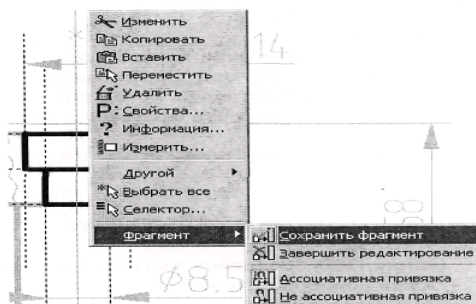 Изменить
Копировать
14
Вставить
Переместить
Удалить
Свойства...
Информация...
Измерить...
Другой
Выбрать все
Селектор...
Фрагмент
Сохранить фрагмент
Завершить редактирование
Ø8.5
Ассоциативная привязка
Не ассоциативная привязка